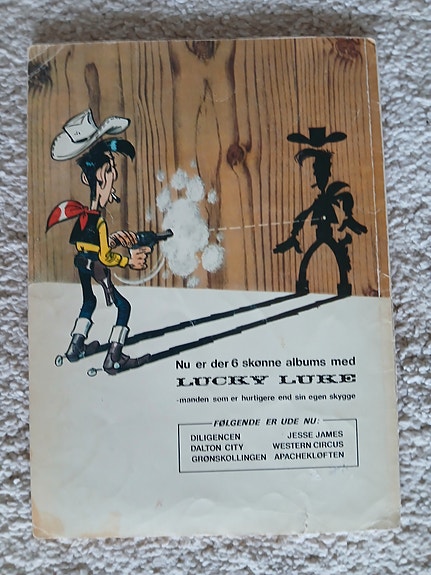 Nu er der 6 skønne albums med
LUCKY LUKE
-manden som er hurtigere end sin egen skygge
FØLGENDE ER UDE NU:
DILIGENCEN JESSE JAMES
DALTON CITY WESTERN CIRCUS
GRØNSKOLLINGEN APACHEKLØFTEN